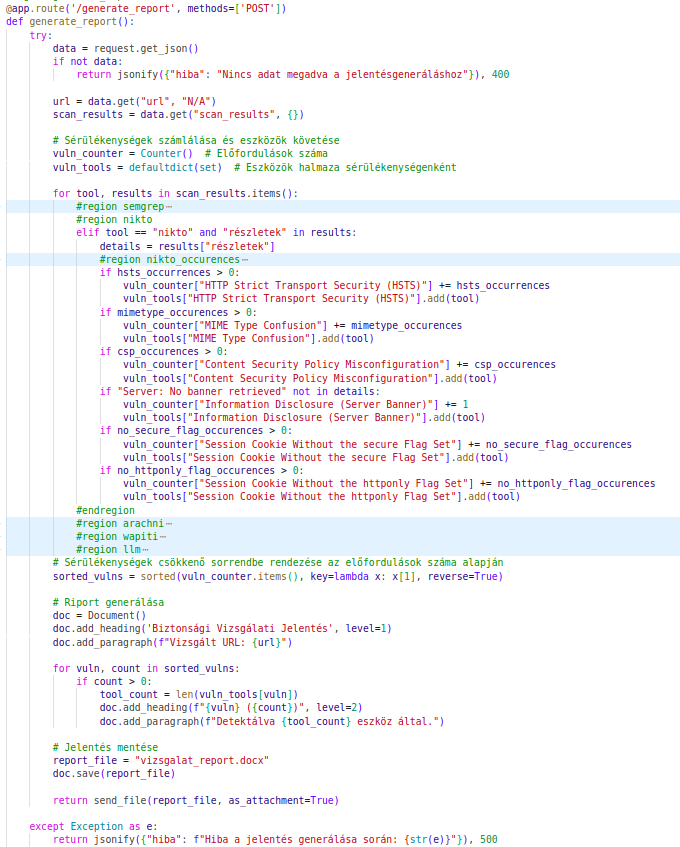 @app.route('/generate_report', methods=['POST'])
def generate_report():
    try:
        data = request.get_json()
        if not data:
            return jsonify({"hiba": "Nincs adat megadva a jelentésgeneráláshoz"}), 400

        url = data.get("url", "N/A")
        scan_results = data.get("scan_results", {})

        # Sérülékenységek számlálása és eszközök követése
        vuln_counter = Counter()  # Előfordulások száma
        vuln_tools = defaultdict(set)  # Eszközök halmaza sérülékenységenként

        for tool, results in scan_results.items():
            #region semgrep⋯
            #region nikto
            elif tool == "nikto" and "részletek" in results:
                details = results["részletek"]
                #region nikto_occurences⋯
                if hsts_occurrences > 0:
                    vuln_counter["HTTP Strict Transport Security (HSTS)"] += hsts_occurrences
                    vuln_tools["HTTP Strict Transport Security (HSTS)"].add(tool)
                if mimetype_occurences > 0:
                    vuln_counter["MIME Type Confusion"] += mimetype_occurences
                    vuln_tools["MIME Type Confusion"].add(tool)
                if csp_occurences > 0:
                    vuln_counter["Content Security Policy Misconfiguration"] += csp_occurences
                    vuln_tools["Content Security Policy Misconfiguration"].add(tool)
                if "Server: No banner retrieved" not in details:
                    vuln_counter["Information Disclosure (Server Banner)"] += 1
                    vuln_tools["Information Disclosure (Server Banner)"].add(tool)
                if no_secure_flag_occurences > 0:
                    vuln_counter["Session Cookie Without the secure Flag Set"] += no_secure_flag_occurences
                    vuln_tools["Session Cookie Without the secure Flag Set"].add(tool)
                if no_httponly_flag_occurences > 0:
                    vuln_counter["Session Cookie Without the httponly Flag Set"] += no_httponly_flag_occurences
                    vuln_tools["Session Cookie Without the httponly Flag Set"].add(tool)
            #endregion
            #region arachni⋯
            #region wapiti⋯
            #region llm⋯
        # Sérülékenységek csökkenő sorrendbe rendezése az előfordulások száma alapján
        sorted_vulns = sorted(vuln_counter.items(), key=lambda x: x[1], reverse=True)

        # Riport generálása
        doc = Document()
        doc.add_heading('Biztonsági Vizsgálati Jelentés', level=1)
        doc.add_paragraph(f"Vizsgált URL: {url}")

        for vuln, count in sorted_vulns:
            if count > 0:
                tool_count = len(vuln_tools[vuln])
                doc.add_heading(f"{vuln} ({count})", level=2)
                doc.add_paragraph(f"Detektálva {tool_count} eszköz által.")

        # Jelentés mentése
        report_file = "vizsgalat_report.docx"
        doc.save(report_file)

        return send_file(report_file, as_attachment=True)

    except Exception as e:
        return jsonify({"hiba": f"Hiba a jelentés generálása során: {str(e)}"}), 500